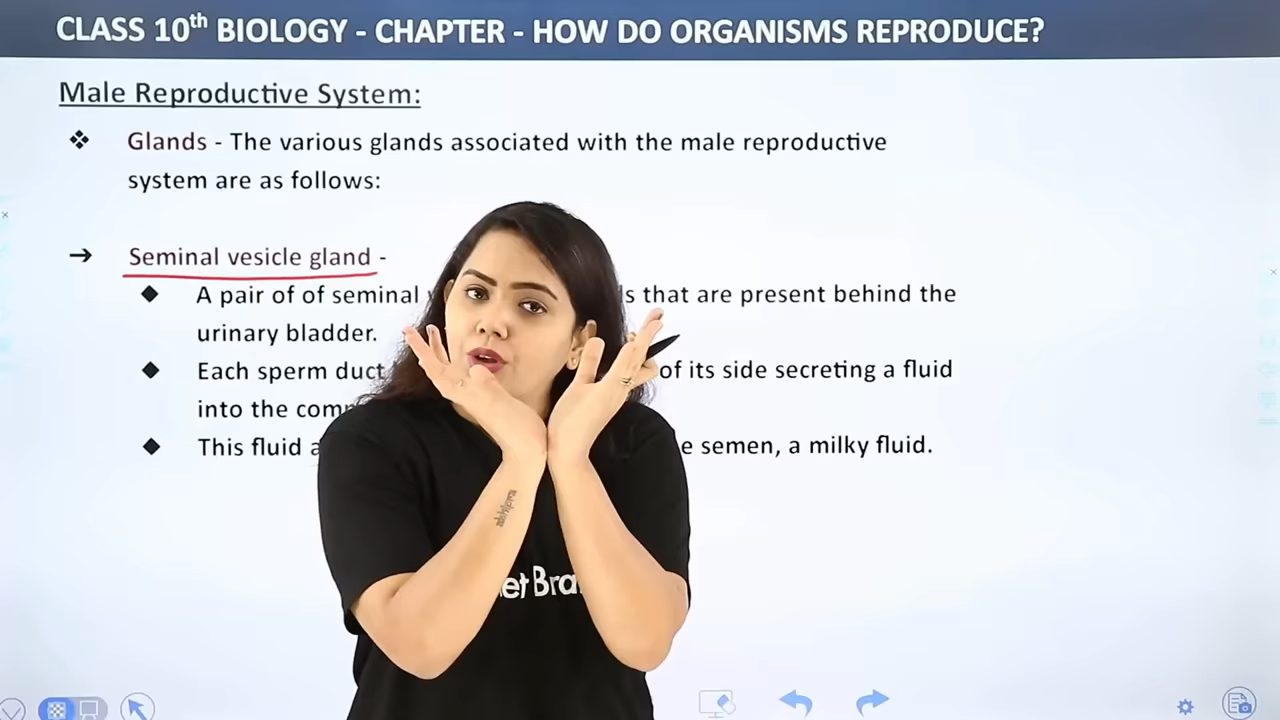 CLASS 10th BIOLOGY - CHAPTER - HOW DO ORGANISMS REPRODUCE?
Male Reproductive System:
❖ Glands - The various glands associated with the male reproductive
system are as follows:
➔ Seminal vesicle gland -
◆ A pair of of seminal s that are present behind the
urinary bladder.
◆ Each sperm duct of its side secreting a fluid
into the com
◆ This fluid a e semen, a milky fluid.
et Bra